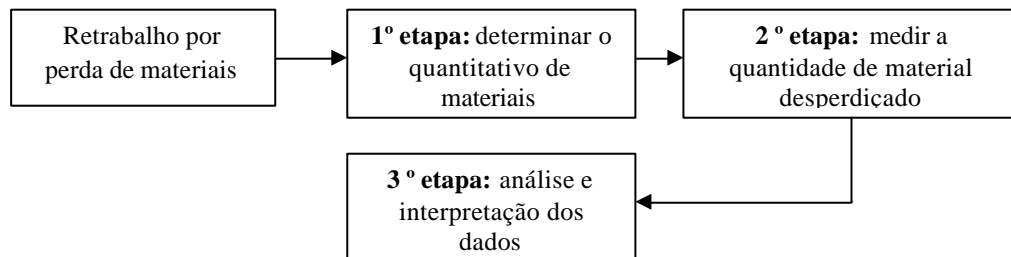 Retrabalho por
perda de materiais
1º etapa: determinar o
quantitativo de
materiais
2 º etapa: medir a
quantidade de material
desperdiçado
3 º etapa: análise e
interpretação dos
dados